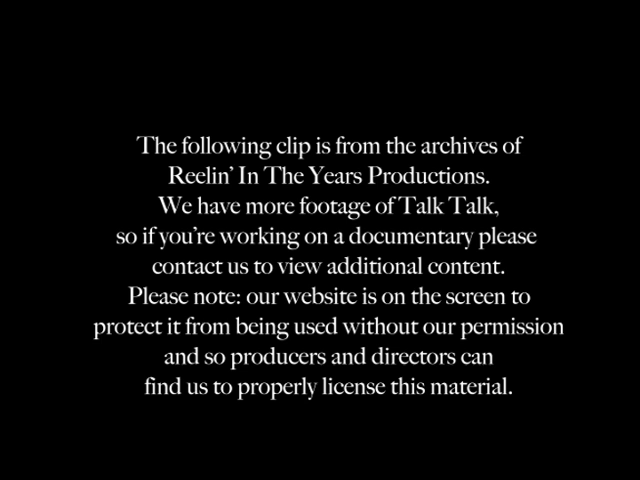 The following clip is from the archives of
Reelin' In The Years Productions.
We have more footage of Talk Talk,
so if you're working on a documentary please
contact us to view additional content.
Please note: our website is on the screen to
protect it from being used without our permission
and so producers and directors can
find us to properly license this material.